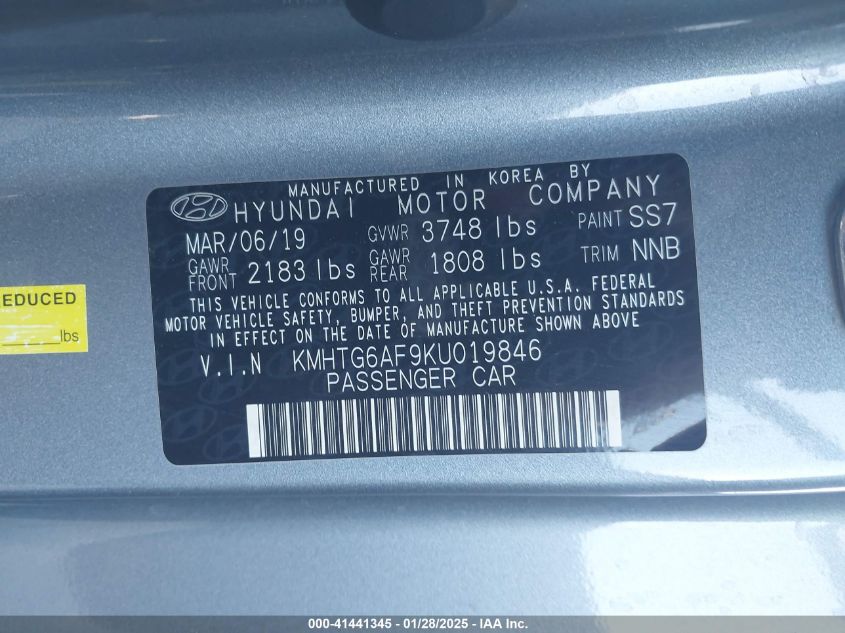 MANUFACTURED IN KOREA BY
HYUNDAI MOTOR COMPANY
MAR/06/19 GVWR 3748 lbs PAINT SS7
GAWR FRONT 2183 lbs GAWR REAR 1808 lbs TRIM NNB
THIS VEHICLE CONFORMS TO ALL APPLICABLE U.S.A. FEDERAL
MOTOR VEHICLE SAFETY, BUMPER, AND THEFT PREVENTION STANDARDS
IN EFFECT ON THE DATE OF MANUFACTURE SHOWN ABOVE.
V.I.N KMHTG6AF9KU019846
PASSENGER CAR
EDUCED
lbs
000-41441345 | 01/28/2025 - IAA Inc.